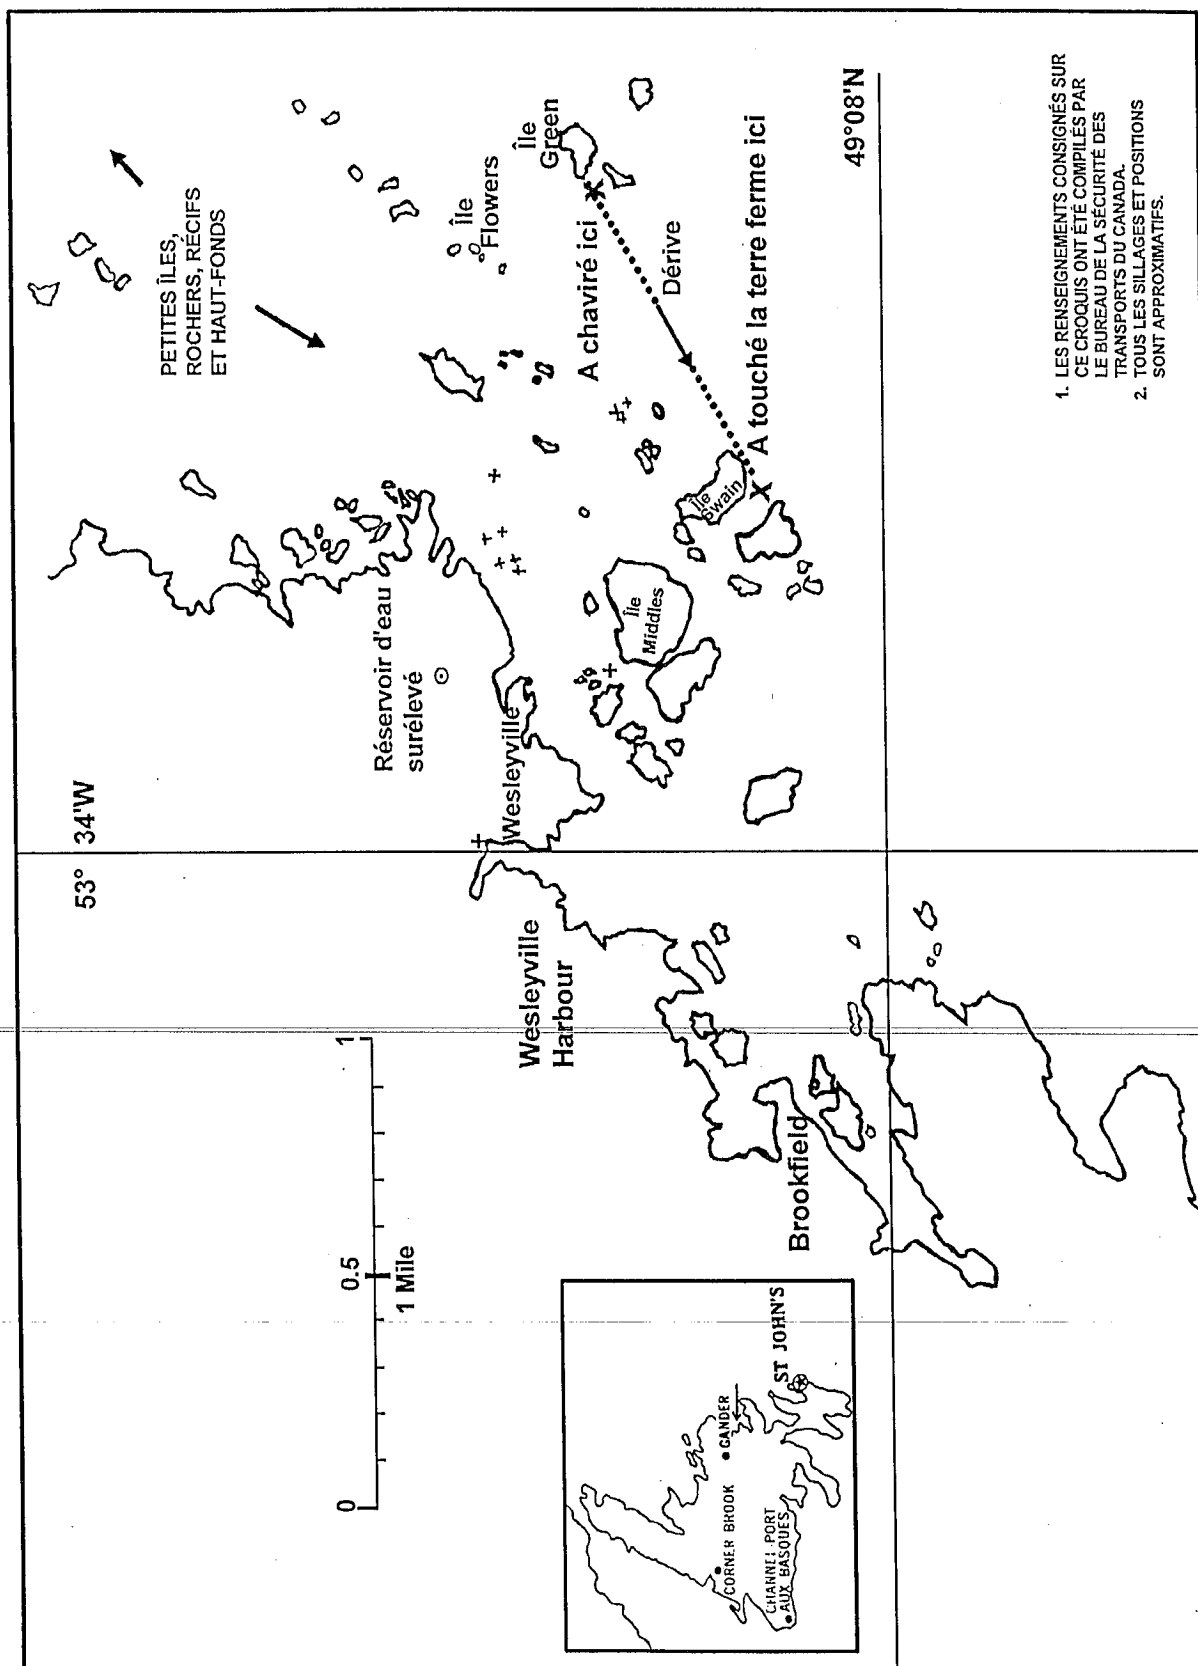 PETITES ÎLES,
ROCHERS, RÉCIFS
ET HAUT-FONDS
53° 34'W
Réservoir d'eau
surélevé
Île
Flowers
Île
Green
A chaviré ici
Dérive
A touché la terre ferme ici
Île
Swain
Île
Middles
Wesleyville
Wesleyville
Harbour
Brookfield
49°08'N
0 0.5 1
1 Mile
CORNER BROOK
GANDER
ST JOHN'S
CHANNEL-PORT
AUX BASQUES
1. LES RENSEIGNEMENTS CONSIGNÉS SUR
CE CROQUIS ONT ÉTÉ COMPILÉS PAR
LE BUREAU DE LA SÉCURITÉ DES
TRANSPORTS DU CANADA.
2. TOUS LES SILLAGES ET POSITIONS
SONT APPROXIMATIFS.